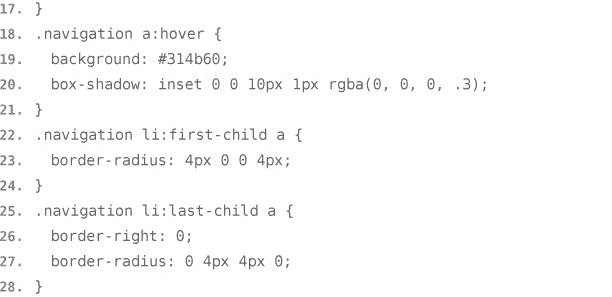 17. }
18. .navigation a:hover {
19.   background: #314b60;
20.   box-shadow: inset 0 0 10px 1px rgba(0, 0, 0, .3);
21. }
22. .navigation li:first-child a {
23.   border-radius: 4px 0 0 4px;
24. }
25. .navigation li:last-child a {
26.   border-right: 0;
27.   border-radius: 0 4px 4px 0;
28. }